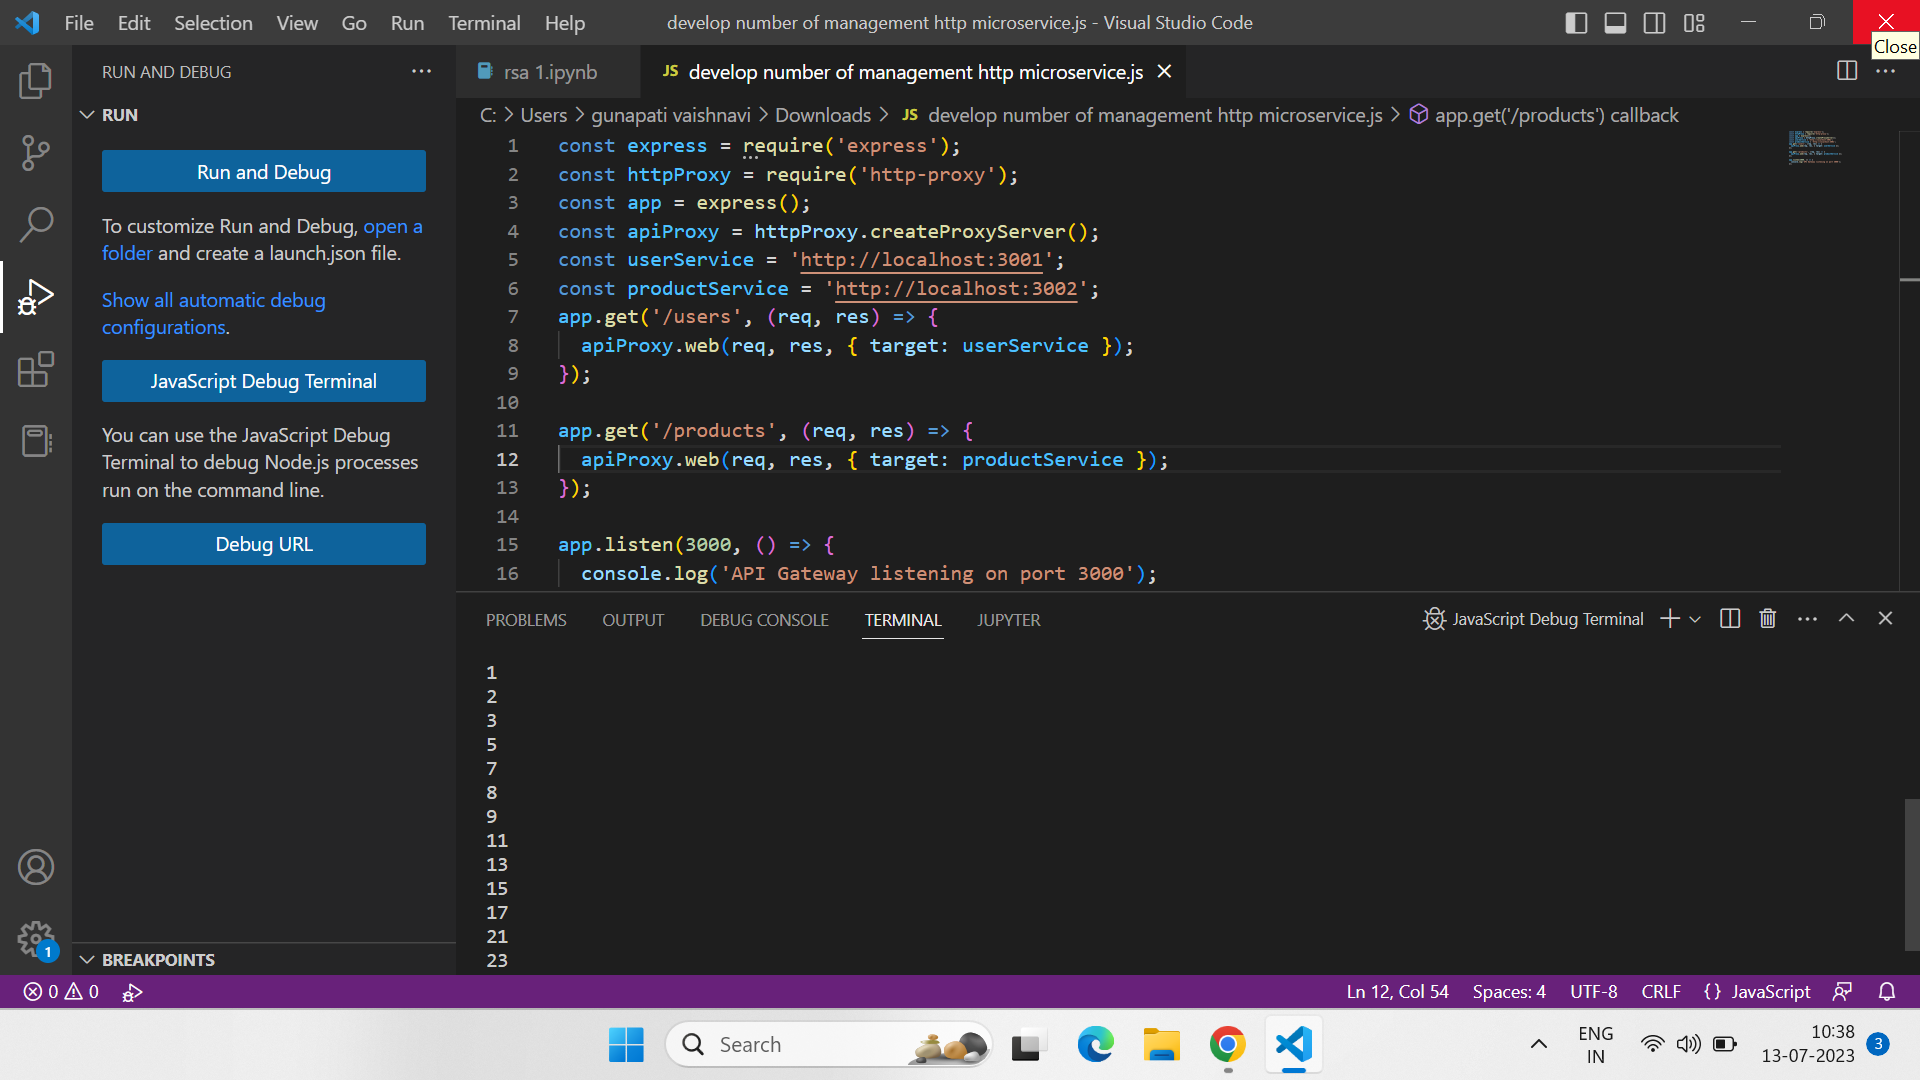 File Edit Selection View Go Run Terminal Help
develop number of management http microservice.js - Visual Studio Code
Close
RUN AND DEBUG
RUN
Run and Debug
To customize Run and Debug, open a
folder and create a launch.json file.
Show all automatic debug
configurations.
JavaScript Debug Terminal
You can use the JavaScript Debug
Terminal to debug Node.js processes
run on the command line.
Debug URL
BREAKPOINTS
rsa 1.ipynb
JS develop number of management http microservice.js
C: > Users > gunapati vaishnavi > Downloads > JS develop number of management http microservice.js > app.get('/products') callback
1 const express = require('express');
2 const httpProxy = require('http-proxy');
3 const app = express();
4 const apiProxy = httpProxy.createProxyServer();
5 const userService = 'http://localhost:3001';
6 const productService = 'http://localhost:3002';
7 app.get('/users', (req, res) => {
8 apiProxy.web(req, res, { target: userService });
9 });
10
11 app.get('/products', (req, res) => {
12 apiProxy.web(req, res, { target: productService });
13 });
14
15 app.listen(3000, () => {
16 console.log('API Gateway listening on port 3000');
PROBLEMS OUTPUT DEBUG CONSOLE TERMINAL JUPYTER
JavaScript Debug Terminal
1
2
3
5
7
8
9
11
13
15
17
21
23
1
0 0
Ln 12, Col 54 Spaces: 4 UTF-8 CRLF {} JavaScript
Search
ENG
IN
10:38
13-07-2023
3